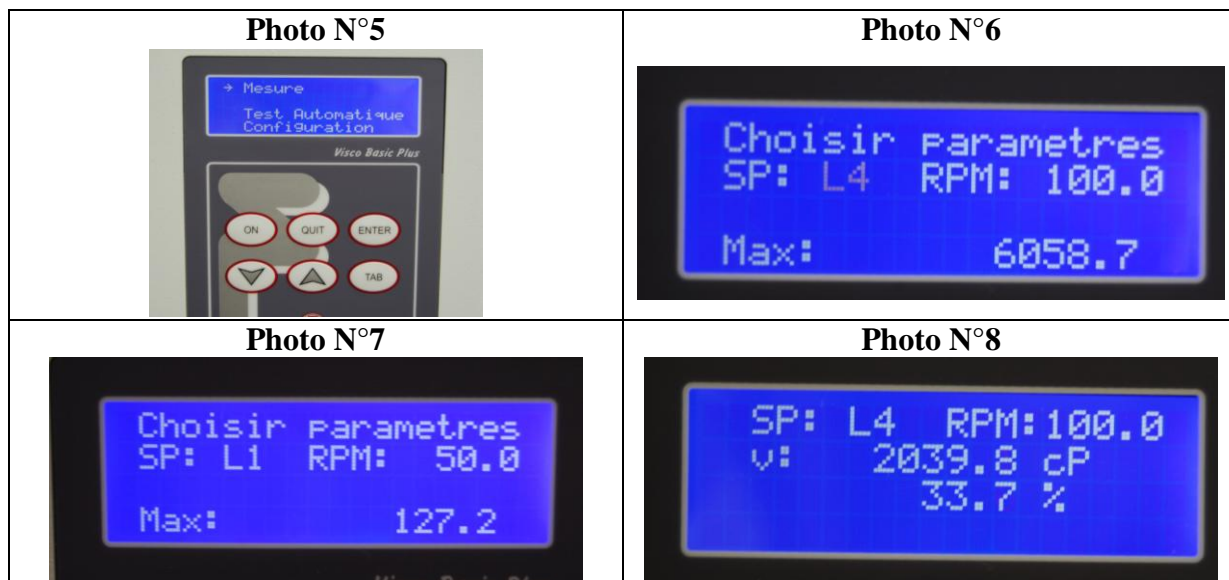 Photo N°5
→ Mesure
Test Automatique
Configuration
Visco Basic Plus
ON QUIT ENTER
TAB
Photo N°6
Choisir parametres
SP: L4 RPM: 100.0
Max: 6058.7
Photo N°7
Choisir parametres
SP: L1 RPM: 50.0
Max: 127.2
Photo N°8
SP: L4 RPM:100.0
v: 2039.8 cP
33.7 %